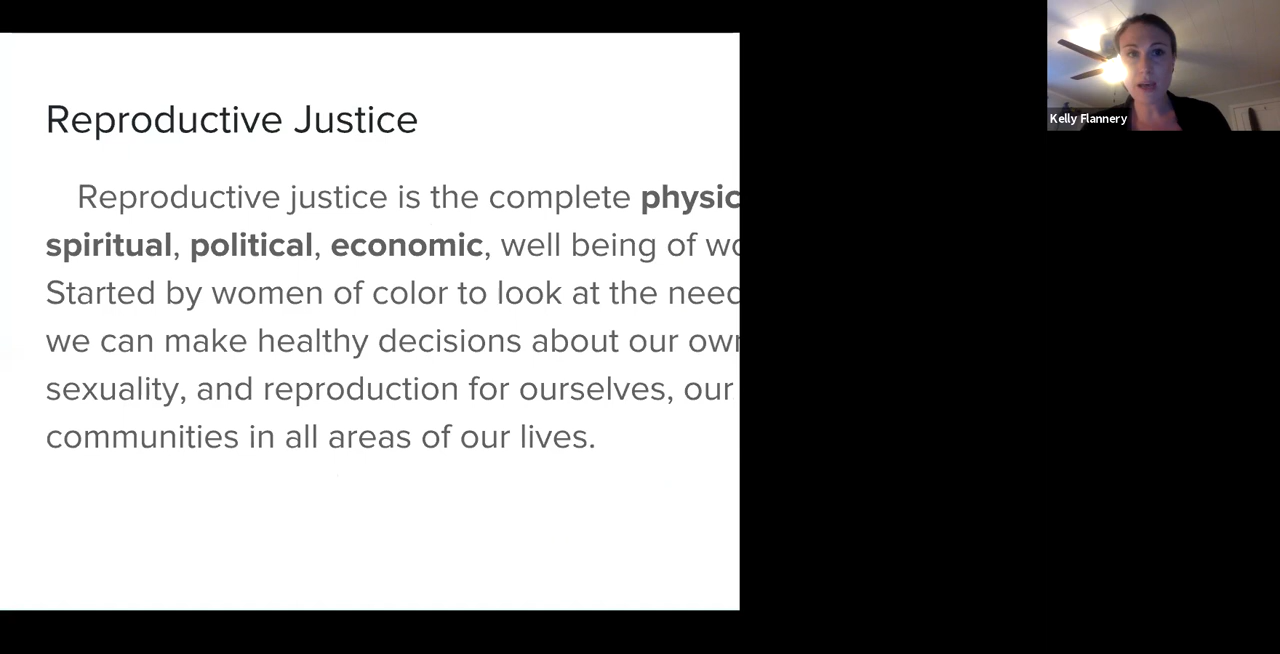 Reproductive Justice
Reproductive justice is the complete physic
spiritual, political, economic, well being of wo
Started by women of color to look at the need
we can make healthy decisions about our own
sexuality, and reproduction for ourselves, our
communities in all areas of our lives.
Kelly Flannery